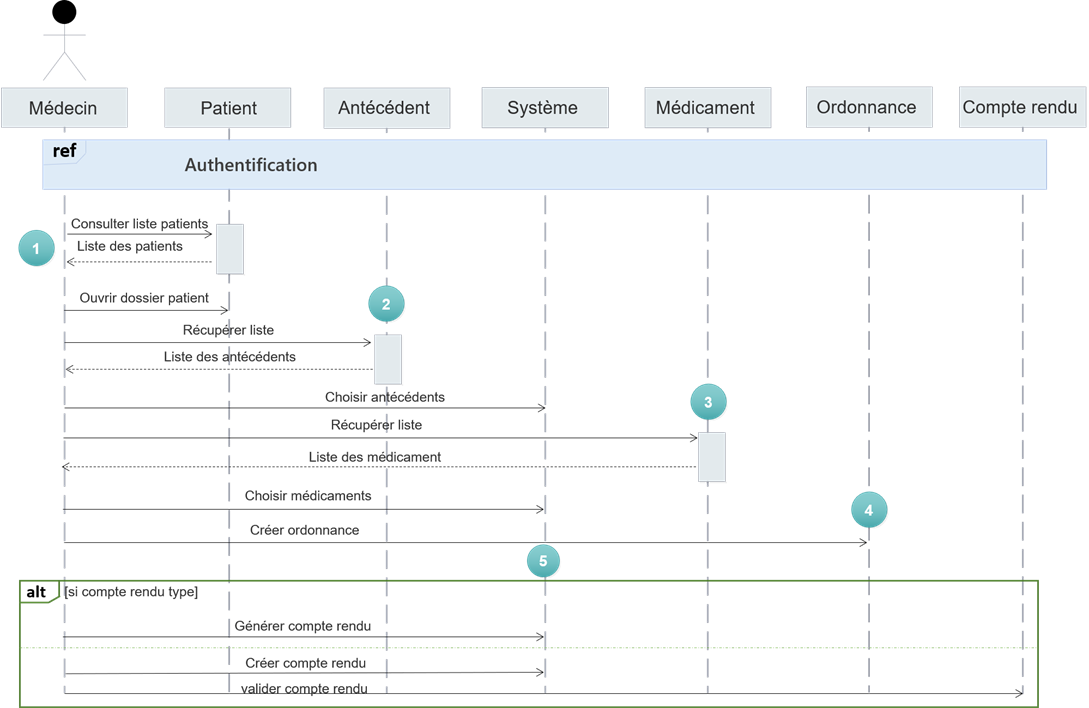 Médecin
Patient
Antécédent
Système
Médicament
Ordonnance
Compte rendu
ref
Authentification
Consulter liste patients
1
Liste des patients
Ouvrir dossier patient
2
Récupérer liste
Liste des antécédents
Choisir antécédents
3
Récupérer liste
Liste des médicament
Choisir médicaments
4
Créer ordonnance
5
alt
[si compte rendu type]
Générer compte rendu
Créer compte rendu
valider compte rendu